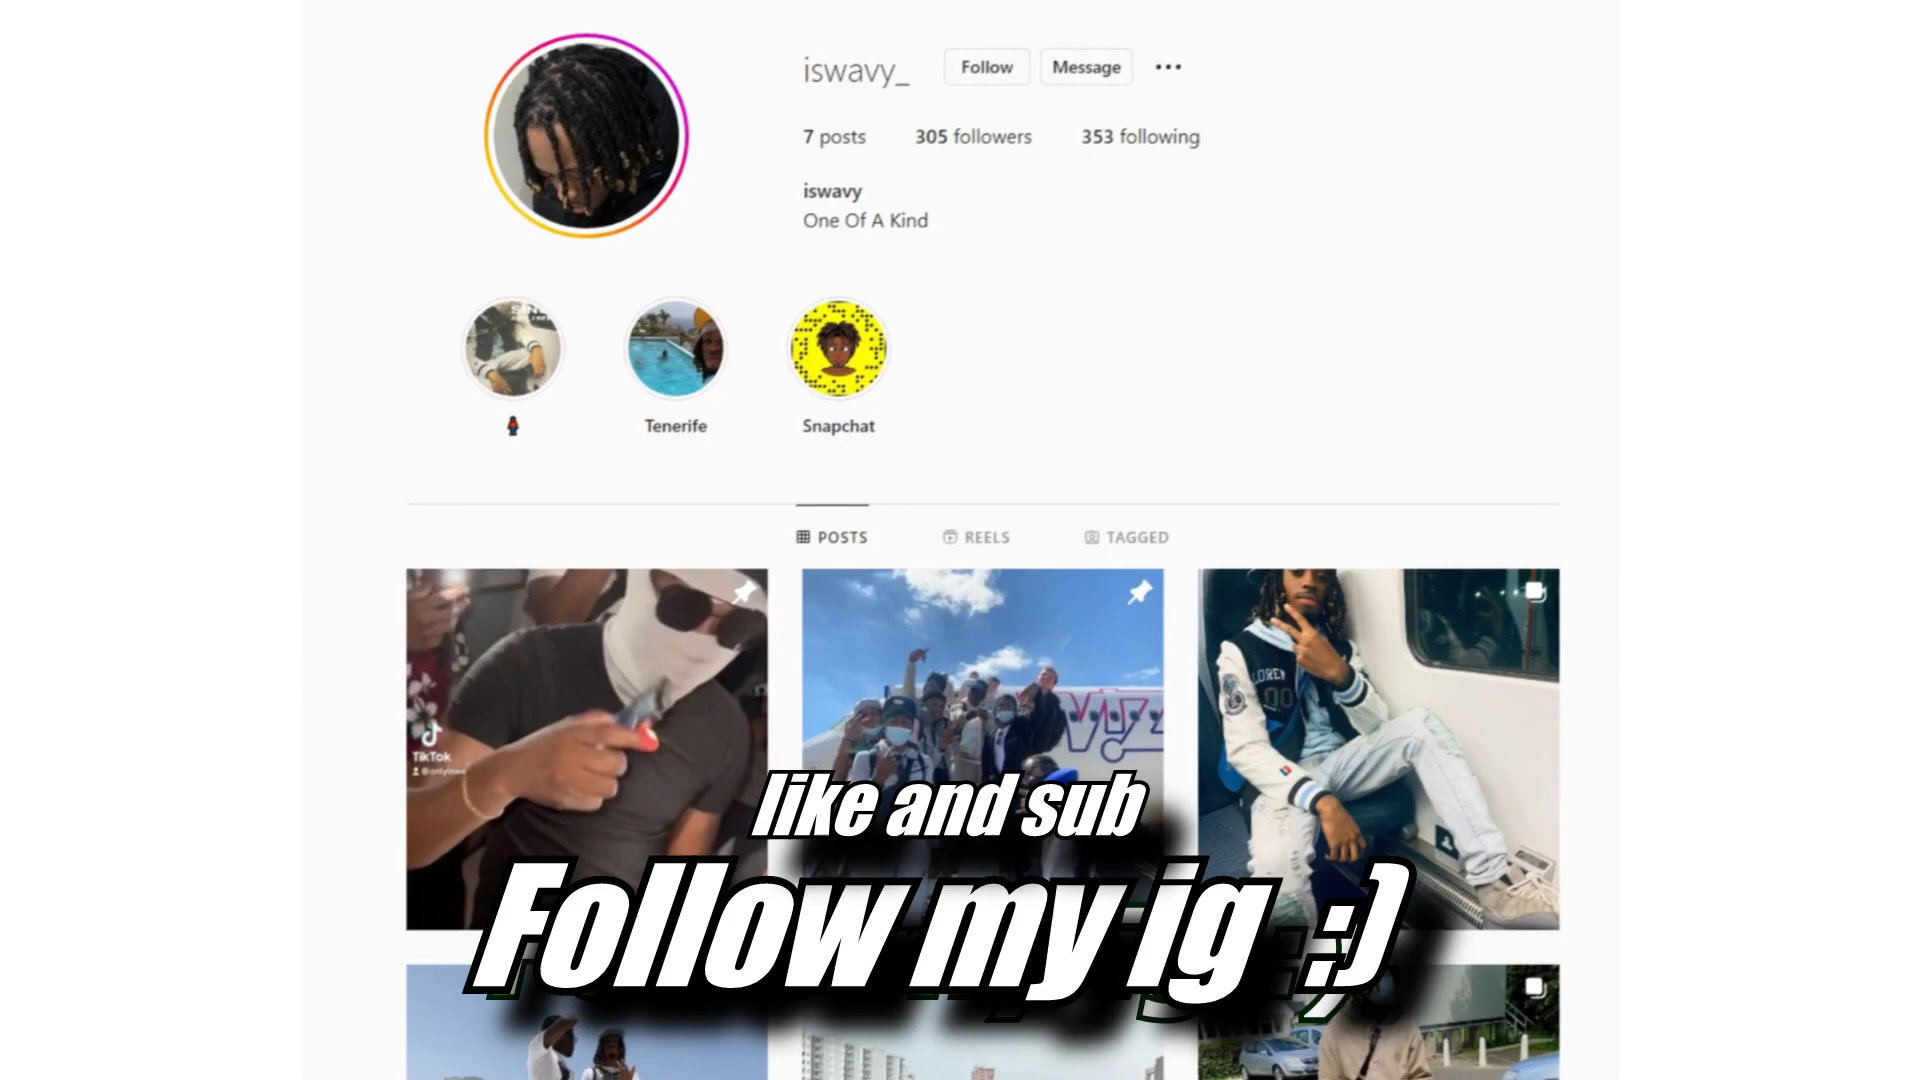 iswavy_ Follow Message
7 posts 305 followers 353 following
iswavy
One Of A Kind
Tenerife Snapchat
POSTS REELS TAGGED
TikTok
like and sub
Follow my ig :)